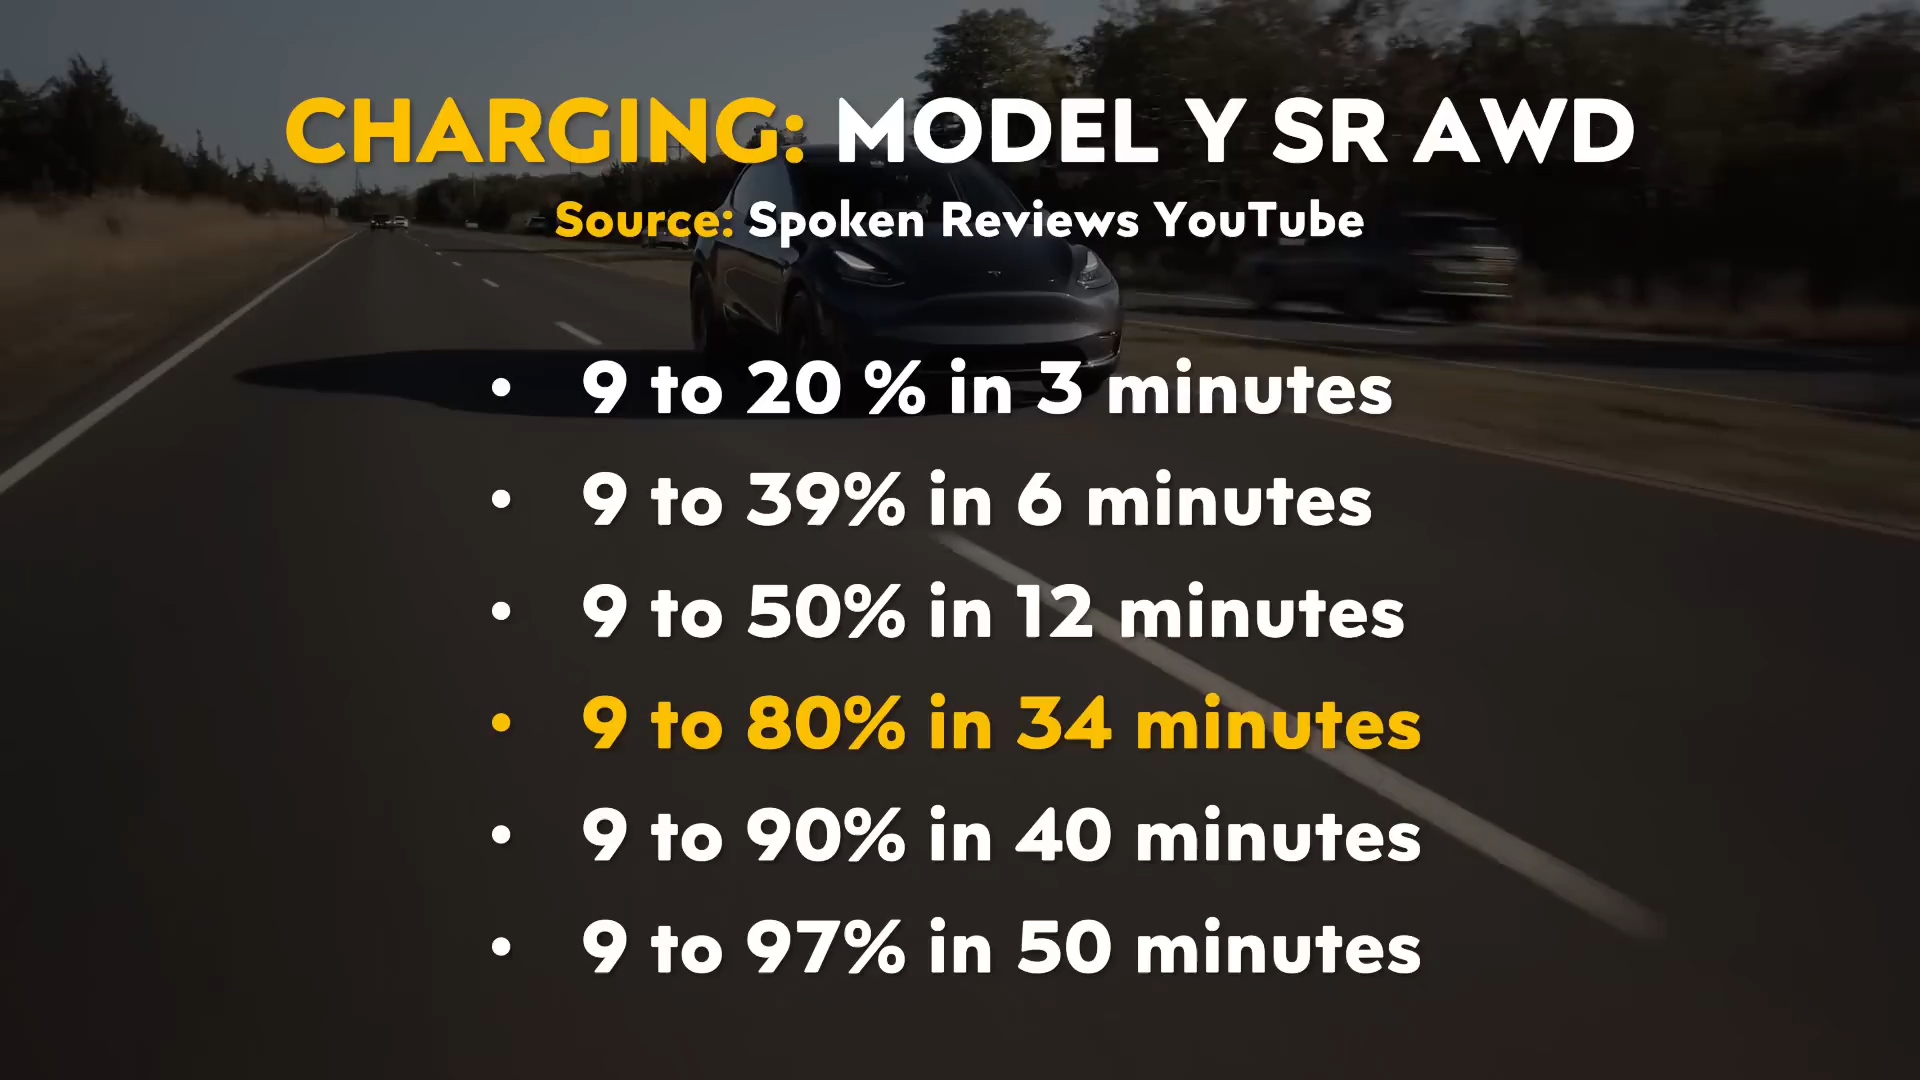 CHARGING: MODEL Y SR AWD
Source: Spoken Reviews YouTube
• 9 to 20 % in 3 minutes
• 9 to 39% in 6 minutes
• 9 to 50% in 12 minutes
• 9 to 80% in 34 minutes
• 9 to 90% in 40 minutes
• 9 to 97% in 50 minutes